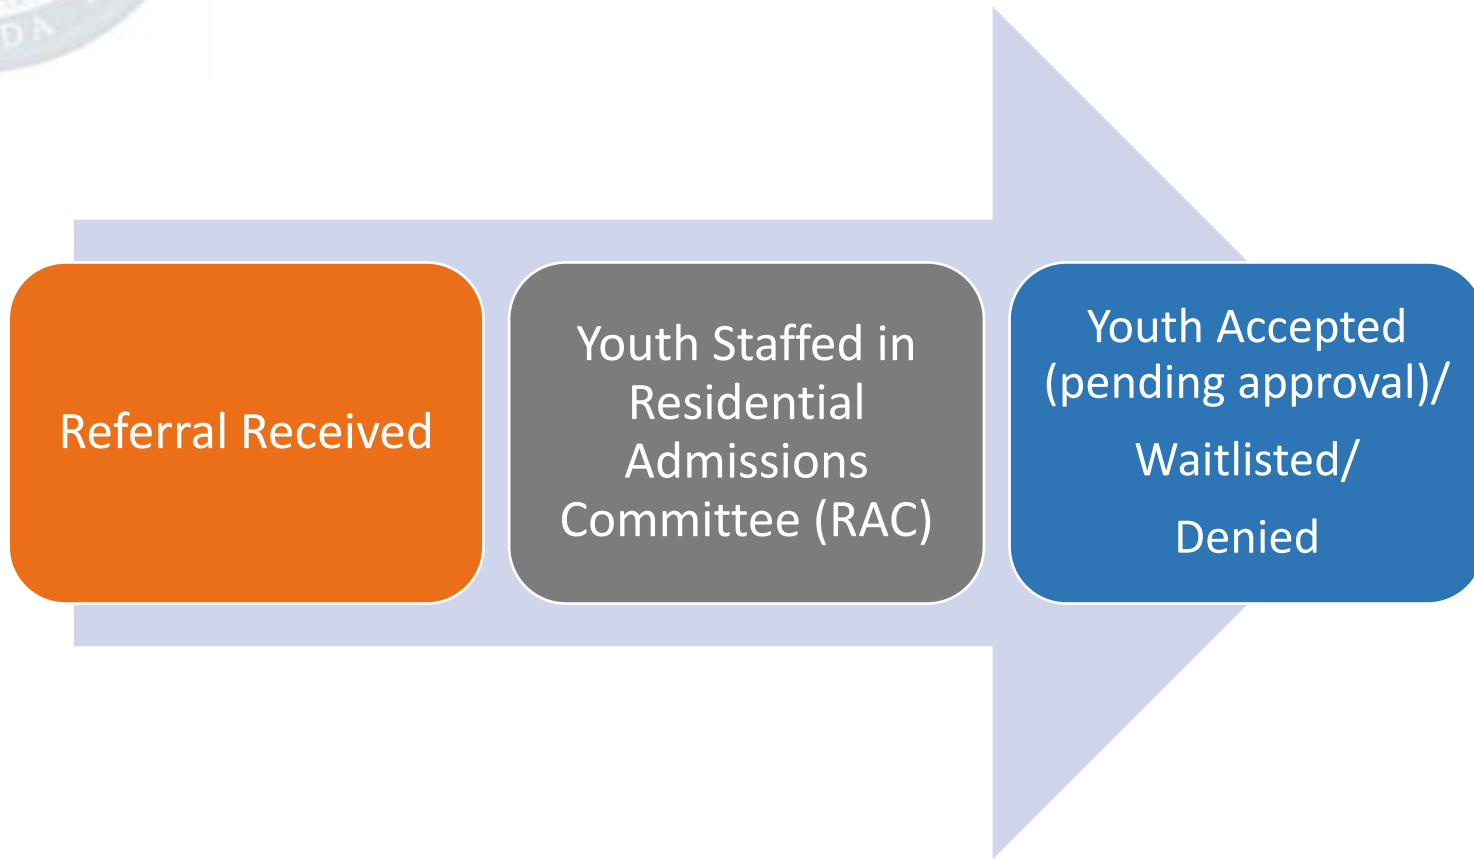 Referral Received
Youth Staffed in
Residential
Admissions
Committee (RAC)
Youth Accepted
(pending approval)/
Waitlisted/
Denied